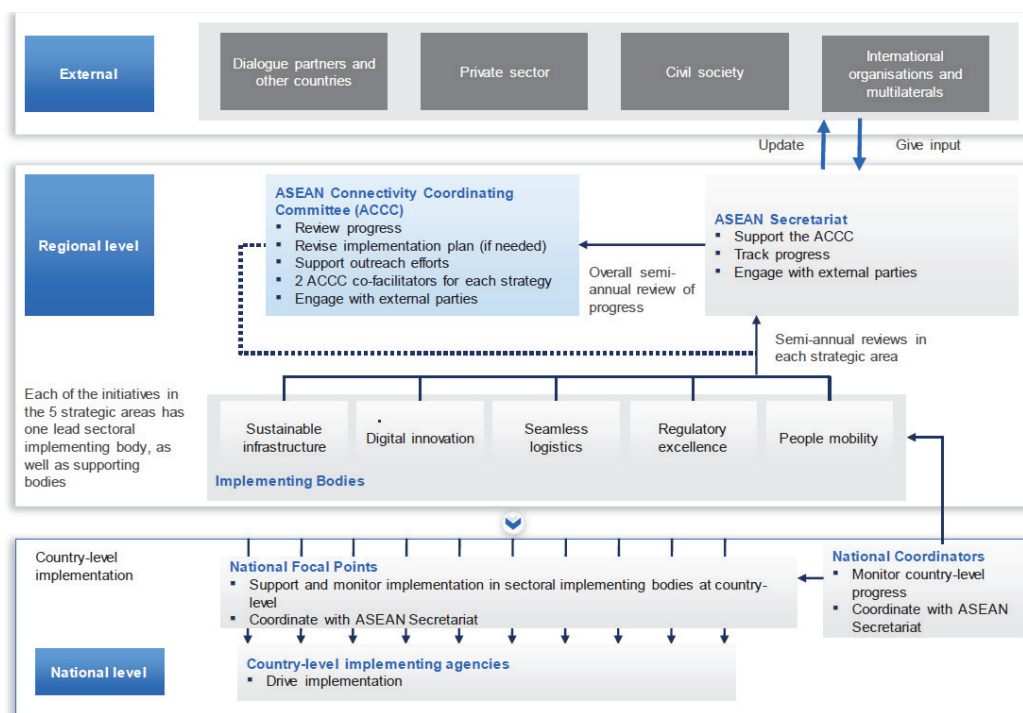 External
Dialogue partners and
other countries
Private sector
Civil society
International
organisations and
multilaterals
Update
Give input
Regional level
ASEAN Connectivity Coordinating
Committee (ACCC)
▪ Review progress
▪ Revise implementation plan (if needed)
▪ Support outreach efforts
▪ 2 ACCC co-facilitators for each strategy
▪ Engage with external parties
Overall semi-
annual review of
progress
ASEAN Secretariat
▪ Support the ACCC
▪ Track progress
▪ Engage with external parties
Semi-annual reviews in
each strategic area
Each of the initiatives in
the 5 strategic areas has
one lead sectoral
implementing body, as
well as supporting
bodies
Sustainable
infrastructure
Digital innovation
Seamless
logistics
Regulatory
excellence
People mobility
Implementing Bodies
Country-level
implementation
National Focal Points
▪ Support and monitor implementation in sectoral implementing bodies at country-
level
▪ Coordinate with ASEAN Secretariat
National Coordinators
▪ Monitor country-level
progress
▪ Coordinate with ASEAN
Secretariat
National level
Country-level implementing agencies
▪ Drive implementation